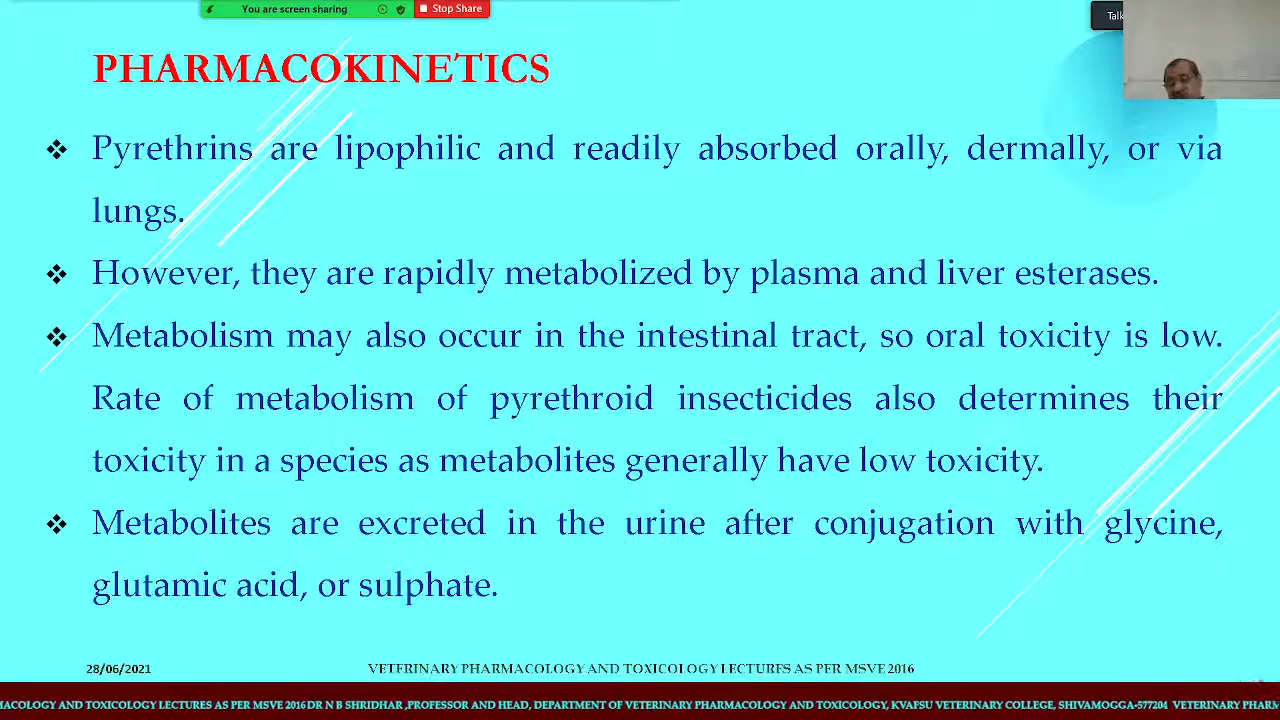 You are screen sharing
Stop Share
Talk
PHARMACOKINETICS
❖ Pyrethrins are lipophilic and readily absorbed orally, dermally, or via
lungs.
❖ However, they are rapidly metabolized by plasma and liver esterases.
❖ Metabolism may also occur in the intestinal tract, so oral toxicity is low.
Rate of metabolism of pyrethroid insecticides also determines their
toxicity in a species as metabolites generally have low toxicity.
❖ Metabolites are excreted in the urine after conjugation with glycine,
glutamic acid, or sulphate.
28/06/2021
VETERINARY PHARMACOLOGY AND TOXICOLOGY LECTURES AS PER MSVE 2016
MACOLOGY AND TOXICOLOGY LECTURES AS PER MSVE 2016 DR N B SHRIDHAR ,PROFESSOR AND HEAD, DEPARTMENT OF VETERINARY PHARMACOLOGY AND TOXICOLOGY, KVAFSU VETERINARY COLLEGE, SHIVAMOGGA-577204 VETERINARY PHARM